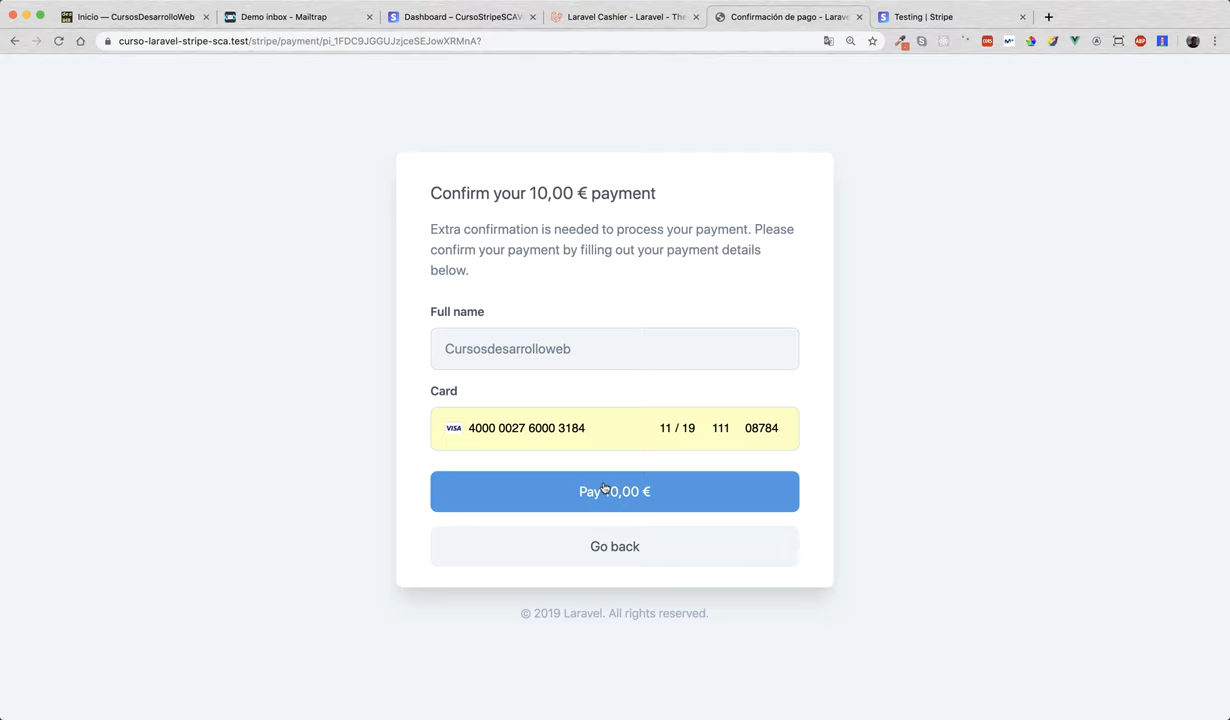 Inicio — CursosDesarrolloWeb
Demo inbox - Mailtrap
Dashboard – CursoStripeSCAV
Laravel Cashier - Laravel - The
Confirmación de pago - Larave
Testing | Stripe
curso-laravel-stripe-sca.test/stripe/payment/pi_1FDC9JGGUJzjceSEJowXRMnA?
Confirm your 10,00 € payment
Extra confirmation is needed to process your payment. Please
confirm your payment by filling out your payment details
below.
Full name
Cursosdesarrolloweb
Card
VISA 4000 0027 6000 3184 11 / 19 111 08784
Pay 10,00 €
Go back
© 2019 Laravel. All rights reserved.